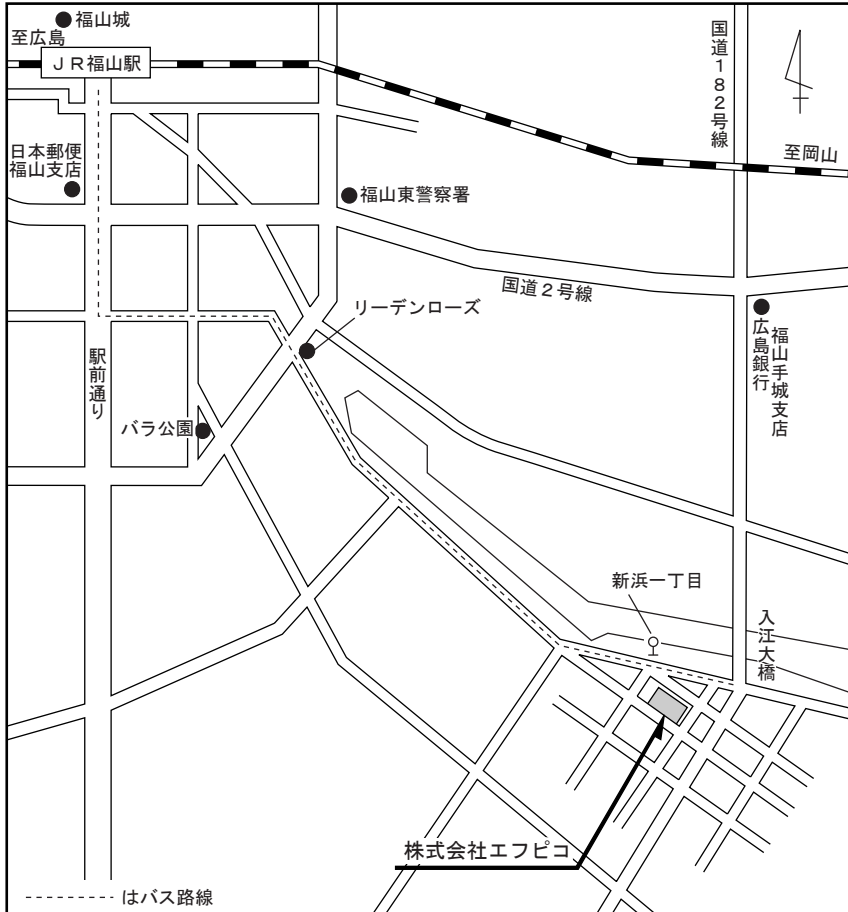 福山城
至広島
ＪＲ福山駅
国道１８２号線
至岡山
日本郵便
福山支店
福山東警察署
国道２号線
リーデンローズ
広島銀行
福山手城支店
駅前通り
バラ公園
新浜一丁目
入江大橋
株式会社エフピコ
はバス路線